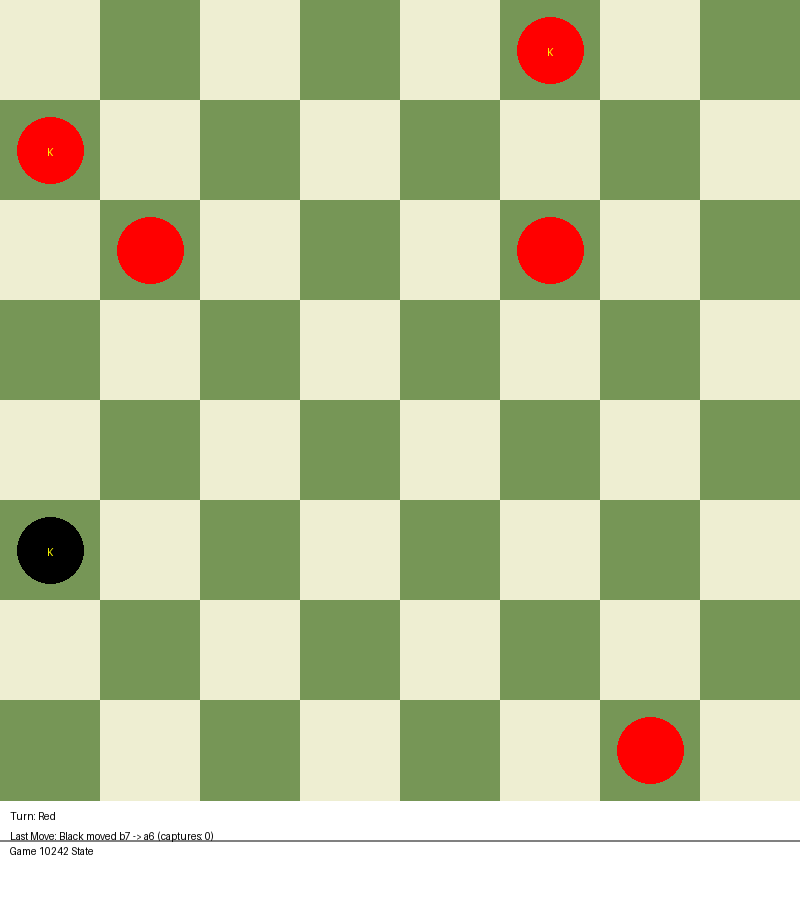 K
K
K
Turn: Red
Last Move: Black moved b7 -> a6 (captures: 0)
Game 10242 State